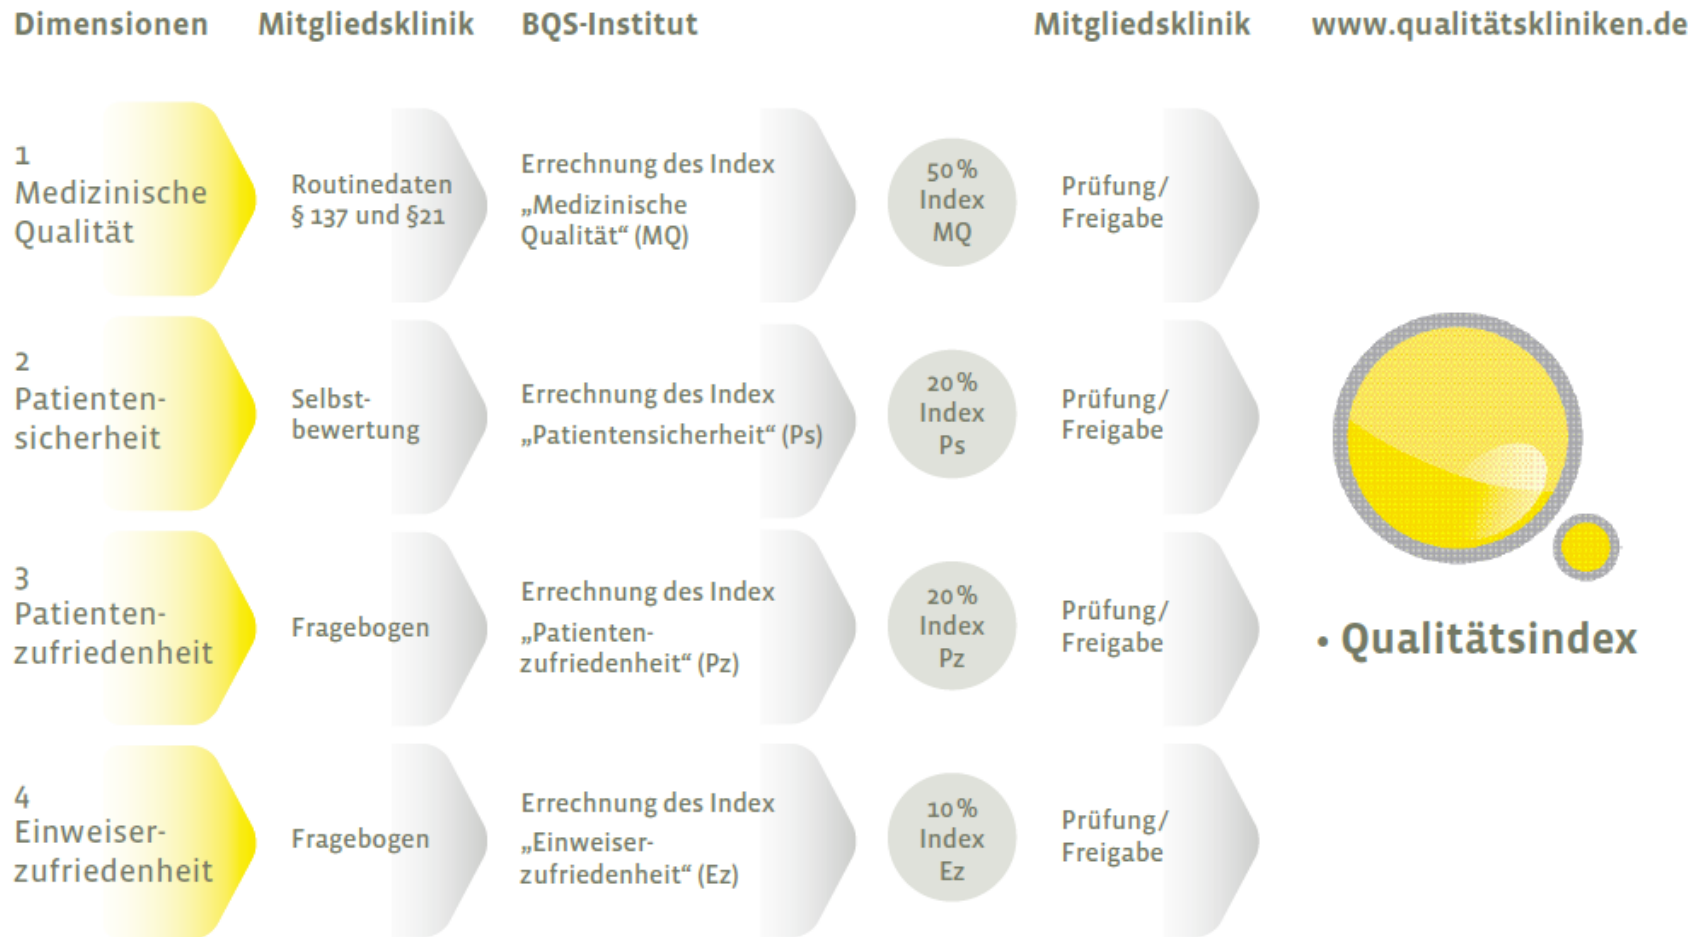 Dimensionen
Mitgliedsklinik
BQS-Institut
Mitgliedsklinik
www.qualitätskliniken.de
1
Medizinische
Qualität
Routinedaten
§ 137 und §21
Errechnung des Index
„Medizinische
Qualität“ (MQ)
50 %
Index
MQ
Prüfung/
Freigabe
2
Patienten-
sicherheit
Selbst-
bewertung
Errechnung des Index
„Patientensicherheit“ (Ps)
20 %
Index
Ps
Prüfung/
Freigabe
3
Patienten-
zufriedenheit
Fragebogen
Errechnung des Index
„Patienten-
zufriedenheit“ (Pz)
20 %
Index
Pz
Prüfung/
Freigabe
• Qualitätsindex
4
Einweiser-
zufriedenheit
Fragebogen
Errechnung des Index
„Einweiser-
zufriedenheit“ (Ez)
10 %
Index
Ez
Prüfung/
Freigabe